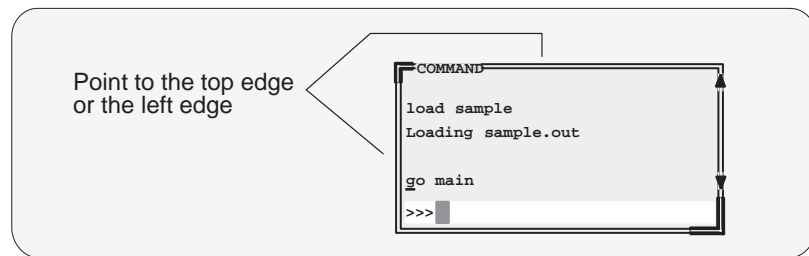 Point to the top edge
or the left edge
COMMAND
load sample
Loading sample.out
go main
>>>